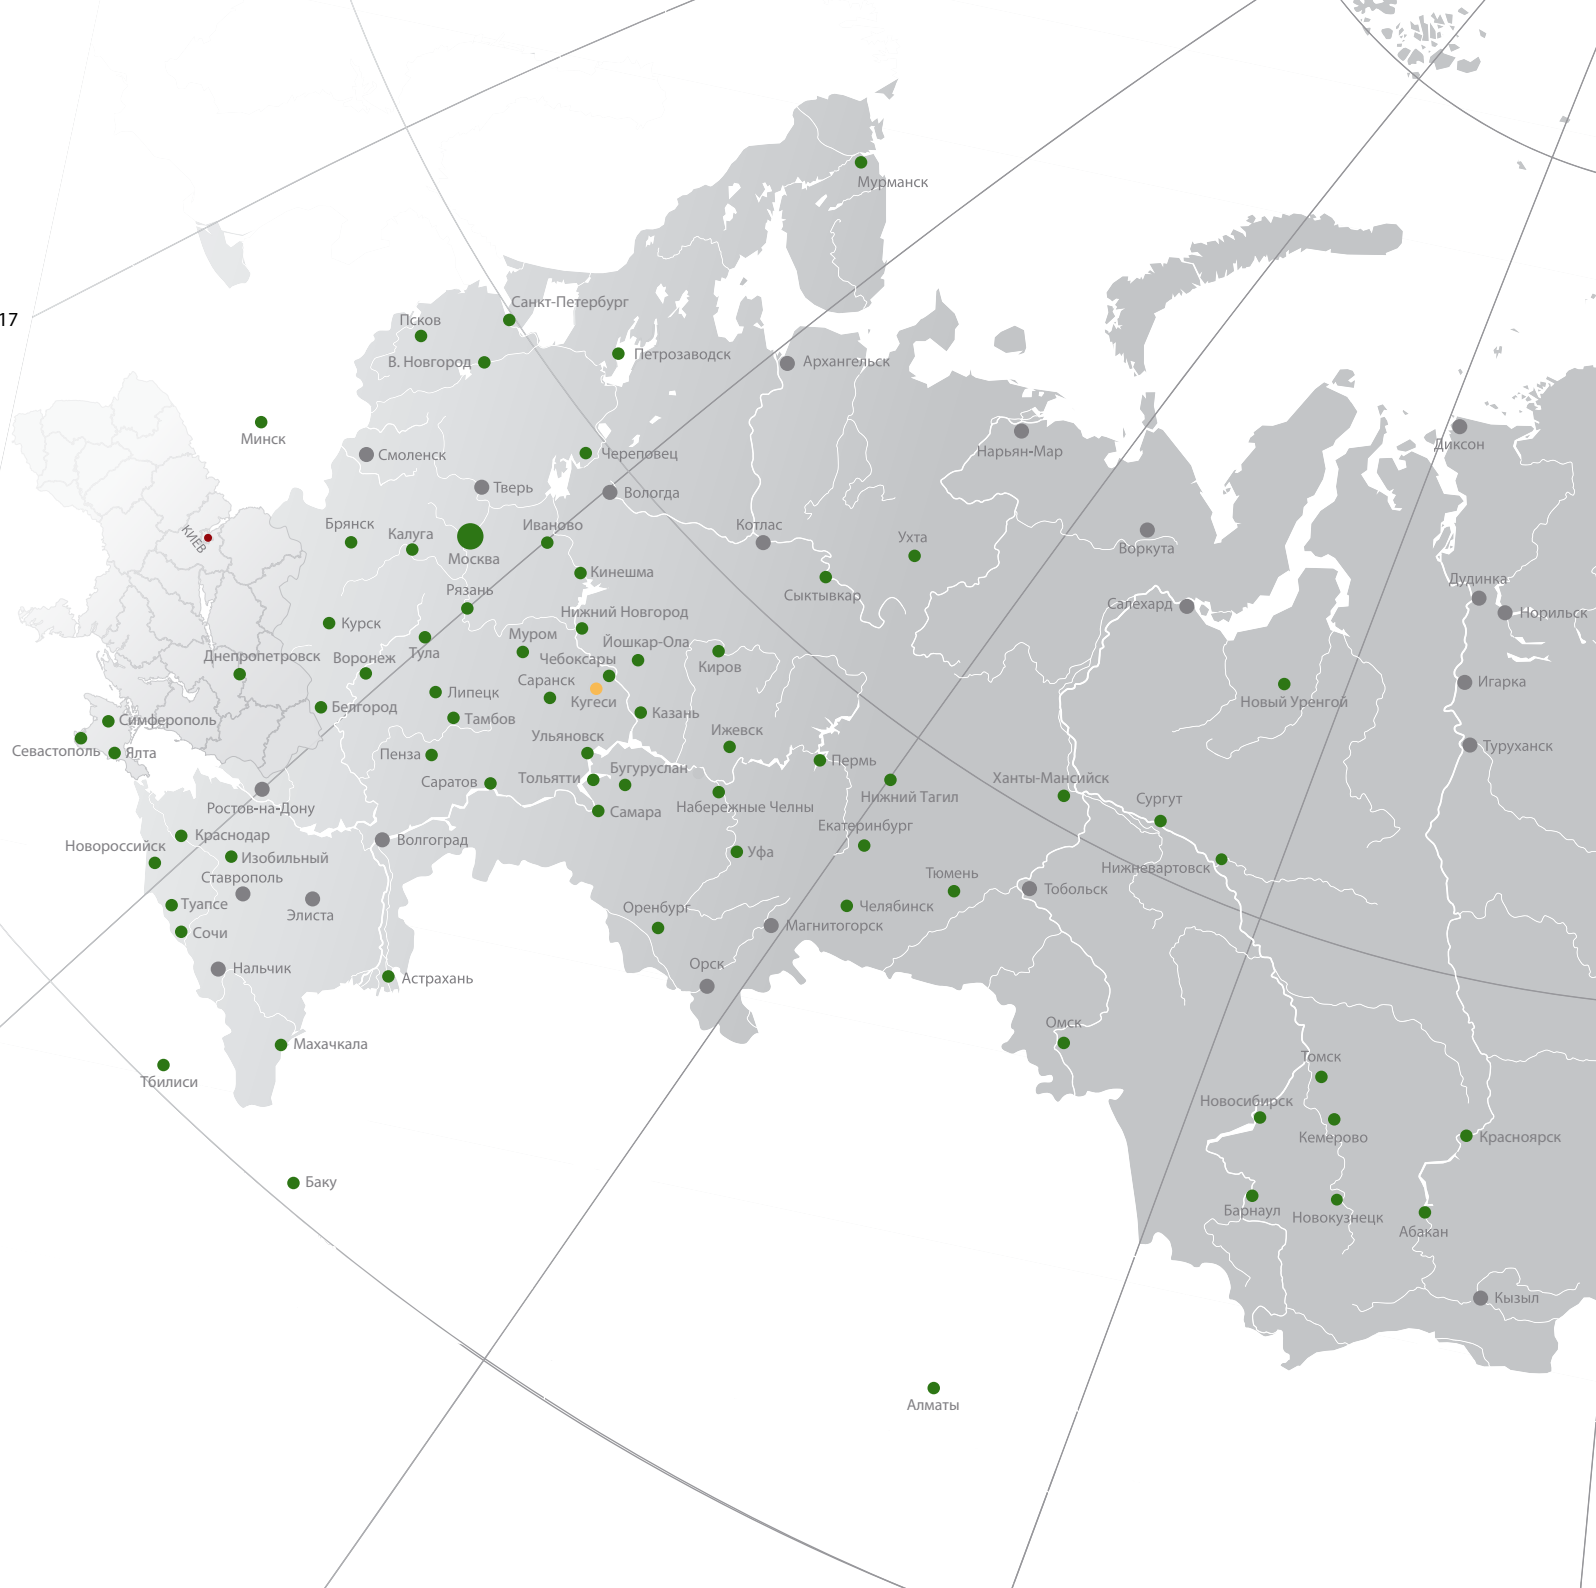 Мурманск
Санкт-Петербург
17
Псков
Петрозаводск
В. Новгород
Архангельск
Минск
Диксон
Нарьян-Мар
Смоленск
Череповец
Тверь
Вологда
Брянск
Калуга
Иваново
Котлас
КИЕВ
Москва
Ухта
Воркута
Кинешма
Дудинка
Рязань
Сыктывкар
Салехард
Норильск
Нижний Новгород
Курск
Муром
Йошкар-Ола
Тула
Днепропетровск
Воронеж
Чебоксары
Киров
Саранск
Игарка
Липецк
Кугеси
Новый Уренгой
Белгород
Казань
Симферополь
Тамбов
Ижевск
Ульяновск
Туруханск
Севастополь
Ялта
Пенза
Пермь
Бугуруслан
Саратов
Тольятти
Ханты-Мансийск
Нижний Тагил
Сургут
Ростов-на-Дону
Набережные Челны
Самара
Екатеринбург
Краснодар
Волгоград
Новороссийск
Изобильный
Уфа
Нижневартовск
Ставрополь
Тюмень
Тобольск
Туапсе
Элиста
Оренбург
Челябинск
Магнитогорск
Сочи
Нальчик
Орск
Астрахань
Омск
Махачкала
Томск
Тбилиси
Новосибирск
Кемерово
Красноярск
Баку
Барнаул
Новокузнецк
Абакан
Кызыл
Алматы